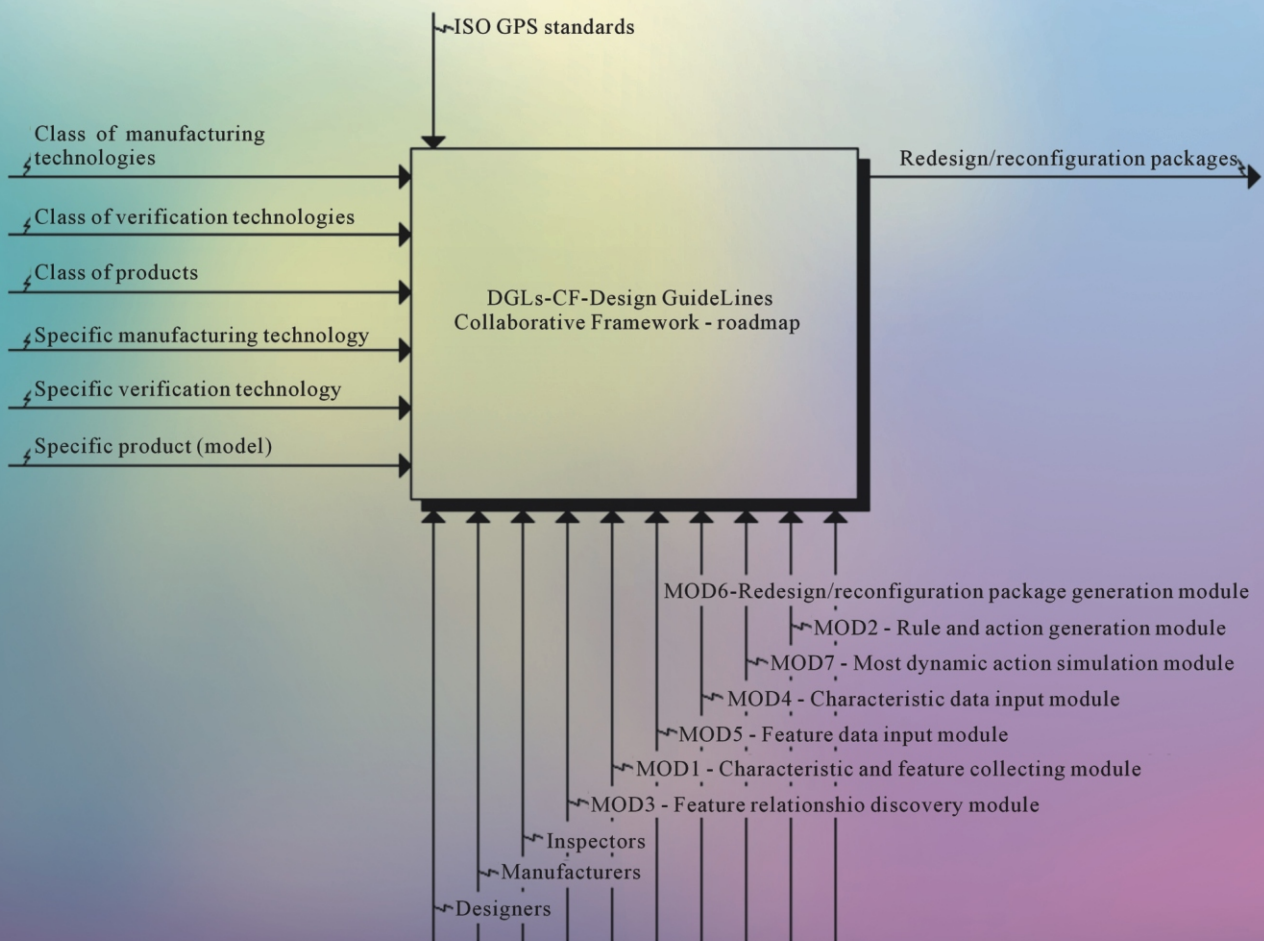 ISO GPS standards
Class of manufacturing
technologies
Redesign/reconfiguration packages
Class of verification technologies
Class of products
DGLs-CF-Design GuideLines
Collaborative Framework - roadmap
Specific manufacturing technology
Specific verification technology
Specific product (model)
MOD6-Redesign/reconfiguration package generation module
MOD2 - Rule and action generation module
MOD7 - Most dynamic action simulation module
MOD4 - Characteristic data input module
MOD5 - Feature data input module
MOD1 - Characteristic and feature collecting module
MOD3 - Feature relationshio discovery module
Inspectors
Manufacturers
Designers